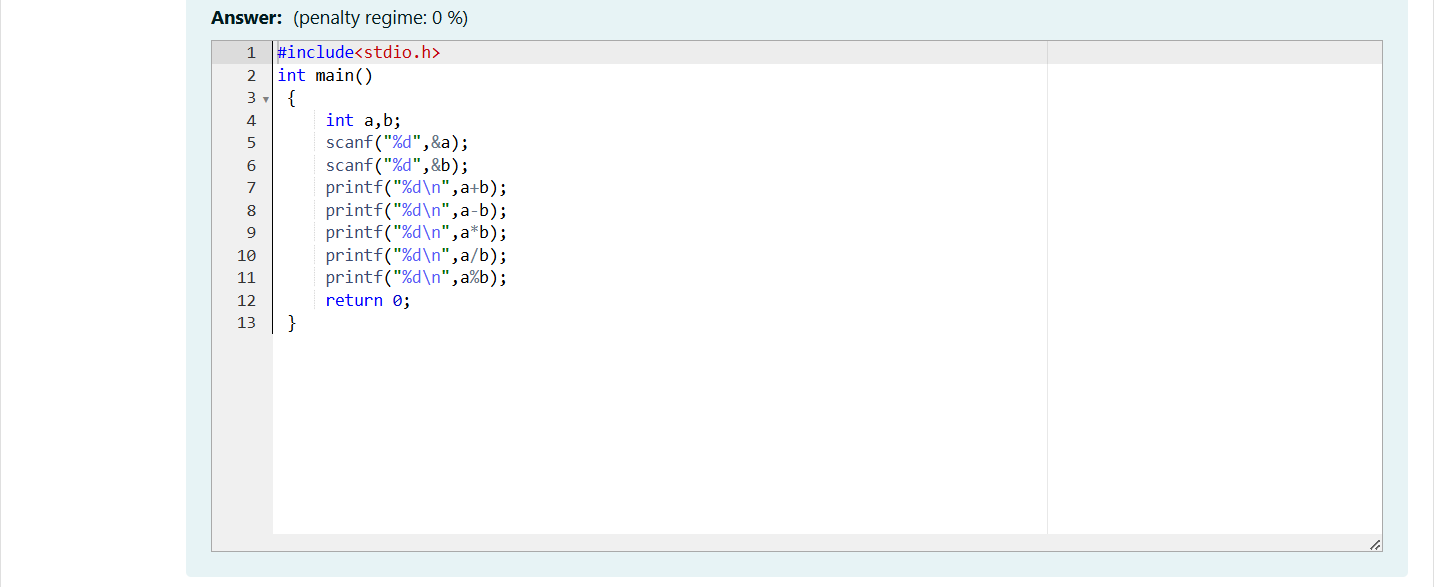 Answer: (penalty regime: 0 %)
1 #include<stdio.h>
2 int main()
3 {
4 int a,b;
5 scanf("%d",&a);
6 scanf("%d",&b);
7 printf("%d\n",a+b);
8 printf("%d\n",a-b);
9 printf("%d\n",a*b);
10 printf("%d\n",a/b);
11 printf("%d\n",a%b);
12 return 0;
13 }